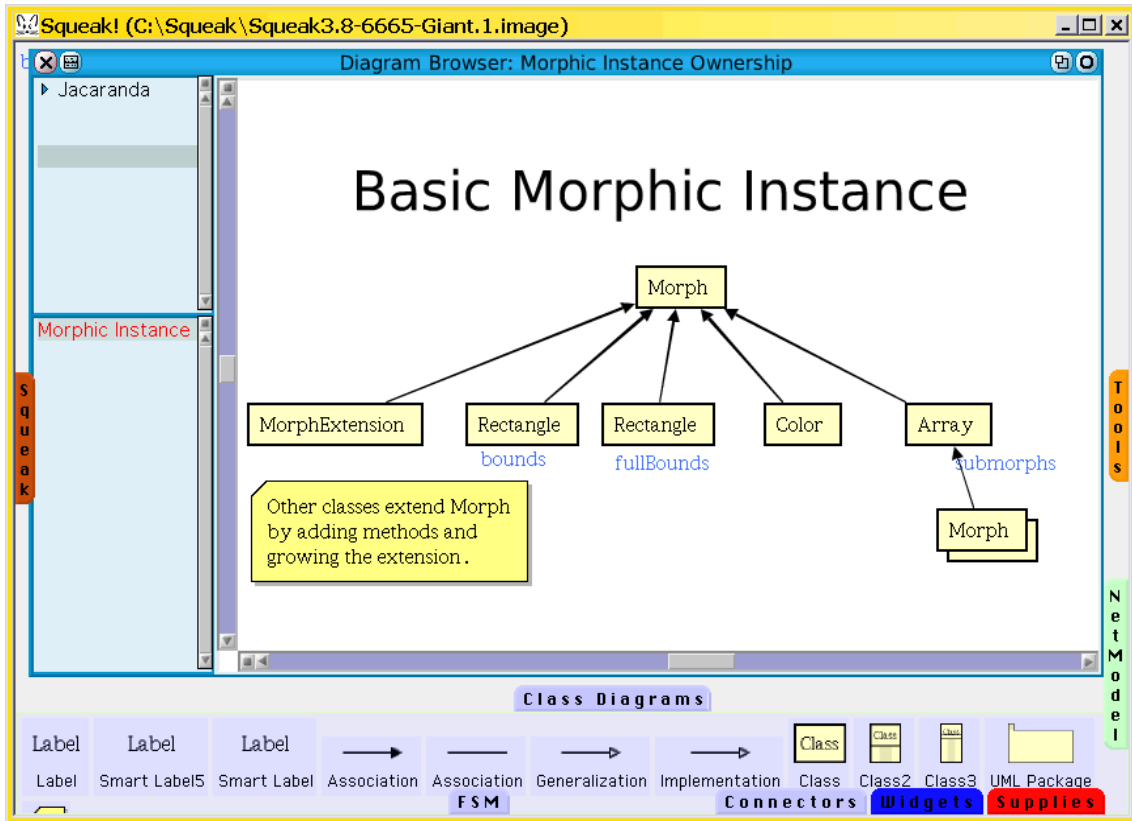 Squeak! (C:\Squeak\Squeak3.8-6665-Giant.1.image)
Diagram Browser: Morphic Instance Ownership
Jacaranda
Morphic Instance
Basic Morphic Instance
Morph
MorphExtension
Rectangle
Rectangle
Color
Array
bounds
fullBounds
submorphs
Other classes extend Morph
by adding methods and
growing the extension.
Morph
Squeak
Tools
NetModel
Class Diagrams
Label
Label
Label
Class
Class
Class
Label
Smart Label5
Smart Label
Association
Association
Generalization
Implementation
Class
Class2
Class3
UML Package
FSM
Connectors
Widgets
Supplies